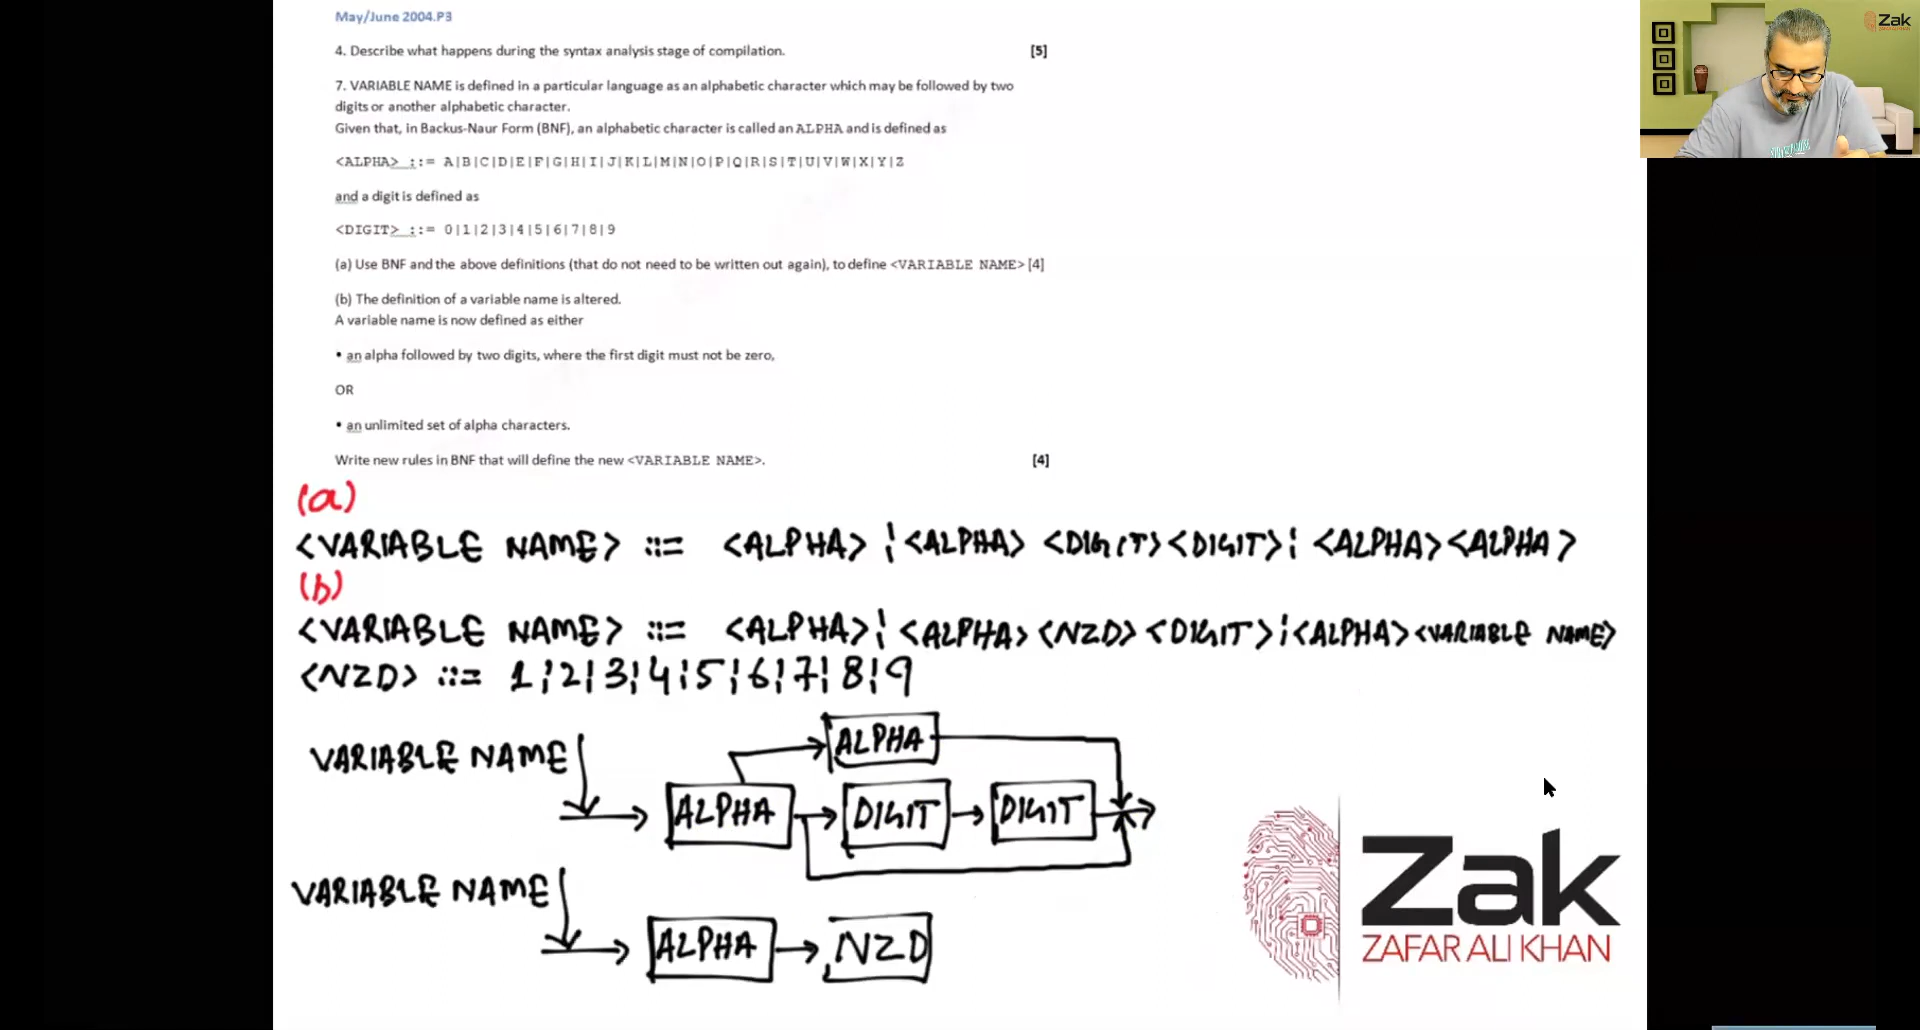 May/June 2004.P3
4. Describe what happens during the syntax analysis stage of compilation. [5]
7. VARIABLE NAME is defined in a particular language as an alphabetic character which may be followed by two
digits or another alphabetic character.
Given that, in Backus-Naur Form (BNF), an alphabetic character is called an ALPHA and is defined as
<ALPHA> ::= A|B|C|D|E|F|G|H|I|J|K|L|M|N|O|P|Q|R|S|T|U|V|W|X|Y|Z
and a digit is defined as
<DIGIT> ::= 0|1|2|3|4|5|6|7|8|9
(a) Use BNF and the above definitions (that do not need to be written out again), to define <VARIABLE NAME> [4]
(b) The definition of a variable name is altered.
A variable name is now defined as either
• an alpha followed by two digits, where the first digit must not be zero,
OR
• an unlimited set of alpha characters.
Write new rules in BNF that will define the new <VARIABLE NAME>. [4]
(a)
<VARIABLE NAME> ::= <ALPHA> ¦ <ALPHA> <DIGIT><DIGIT> ¦ <ALPHA><ALPHA>
(b)
<VARIABLE NAME> ::= <ALPHA> ¦ <ALPHA> <NZD> <DIGIT> ¦ <ALPHA> <VARIABLE NAME>
<NZD> ::= 1¦2¦3¦4¦5¦6¦7¦8¦9
ALPHA
VARIABLE NAME
ALPHA DIGIT DIGIT
VARIABLE NAME
ALPHA NZD
Zak
ZAFAR ALI KHAN
Zak